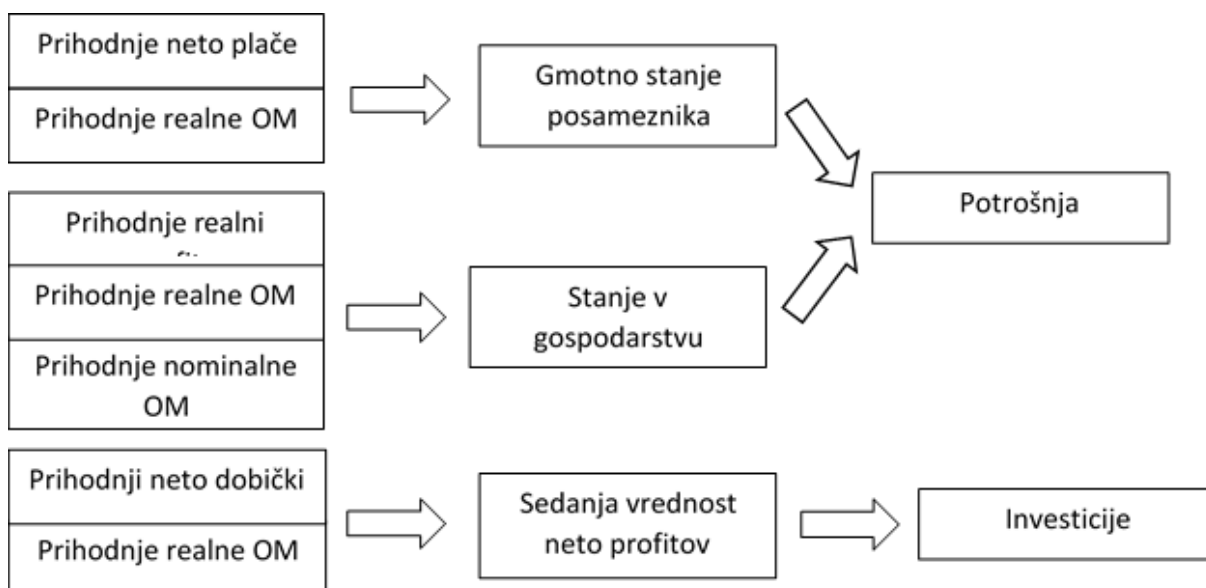 Prihodnje neto plače
Prihodnje realne OM
Gmotno stanje
posameznika
Potrošnja
Prihodnje realni
Prihodnje realne OM
Prihodnje nominalne
OM
Stanje v
gospodarstvu
Prihodnji neto dobički
Prihodnje realne OM
Sedanja vrednost
neto profitov
Investicije